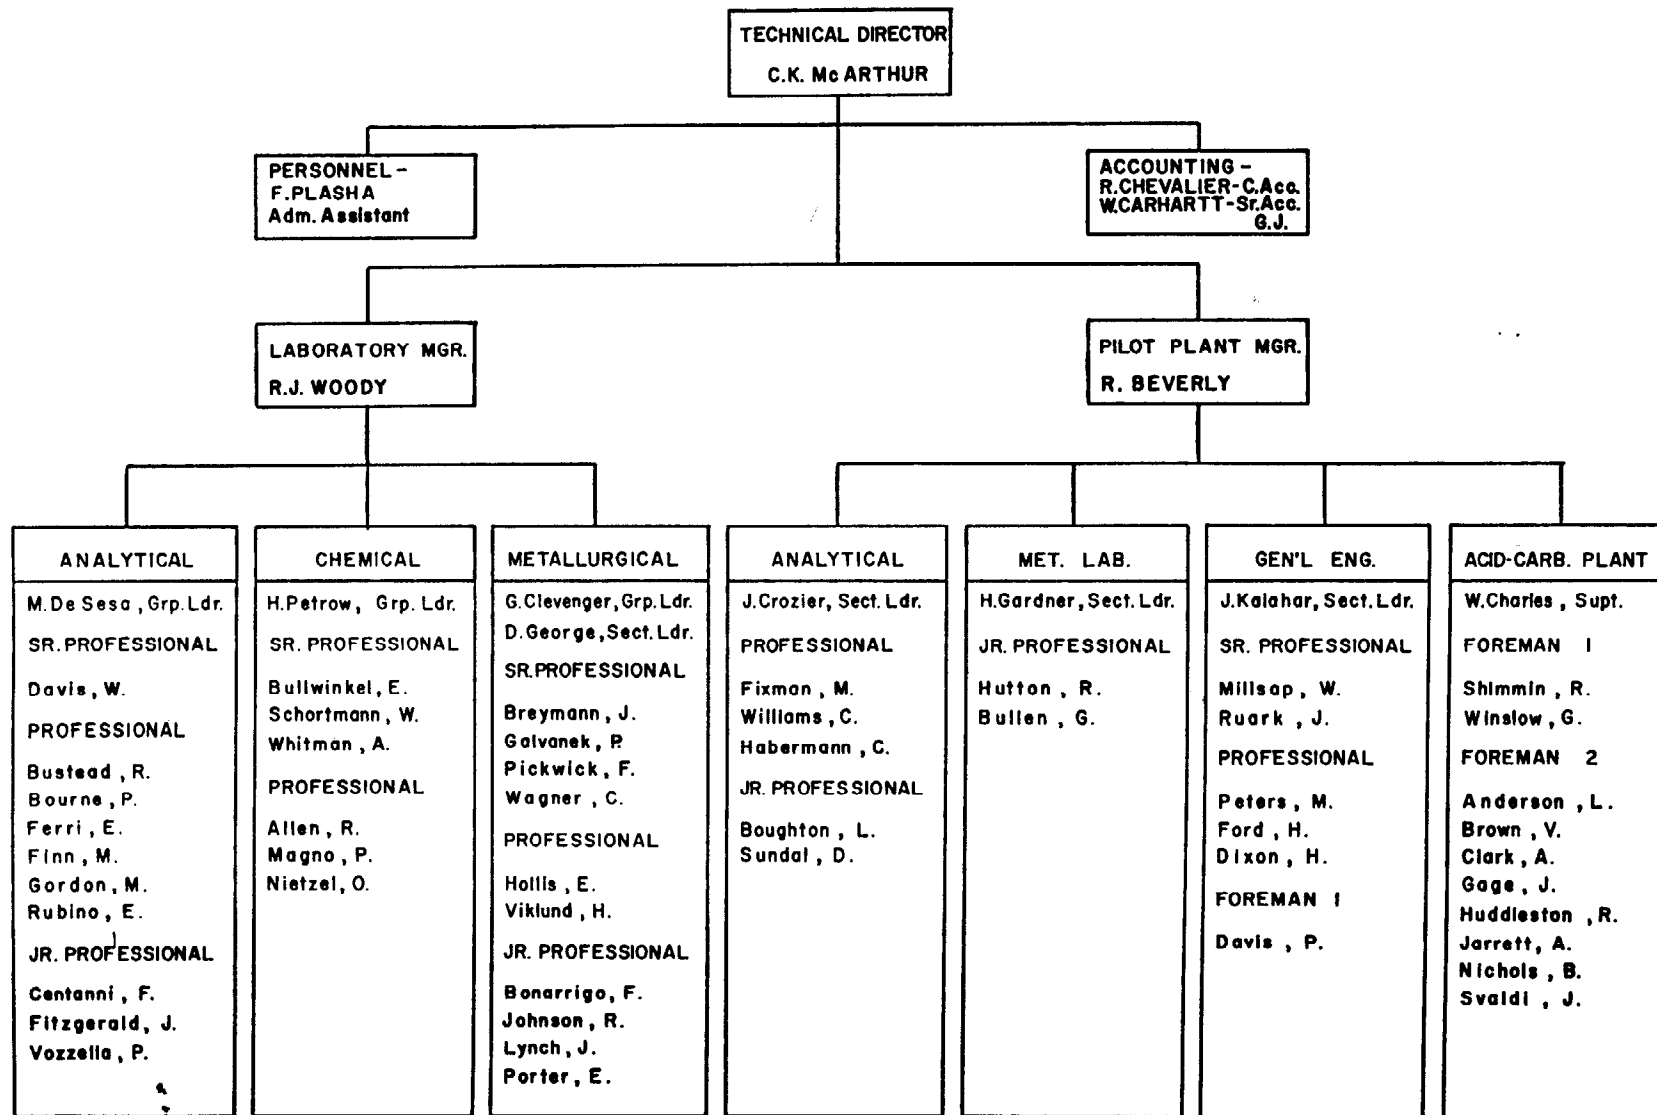 TECHNICAL DIRECTOR
C.K. Mc ARTHUR
PERSONNEL-
F. PLASHA
Adm. Assistant
ACCOUNTING-
R.CHEVALIER-C.Acc.
W.CARHARTT-Sr.Acc.
G.J.
LABORATORY MGR.
R.J. WOODY
PILOT PLANT MGR.
R. BEVERLY
ANALYTICAL
M. De Sesa, Grp. Ldr.
SR. PROFESSIONAL
Davis, W.
PROFESSIONAL
Bustead, R.
Bourne, P.
Ferri, E.
Finn, M.
Gordon, M.
Rubino, E.
JR. PROFESSIONAL
Centanni, F.
Fitzgerald, J.
Vozzella, P.
CHEMICAL
H. Petrow, Grp. Ldr.
SR. PROFESSIONAL
Bullwinkel, E.
Schortmann, W.
Whitman, A.
PROFESSIONAL
Allen, R.
Magno, P.
Nietzel, O.
METALLURGICAL
G. Clevenger, Grp. Ldr.
D. George, Sect. Ldr.
SR. PROFESSIONAL
Breymann, J.
Galvanek, P.
Pickwick, F.
Wagner, C.
PROFESSIONAL
Hollis, E.
Viklund, H.
JR. PROFESSIONAL
Bonarrigo, F.
Johnson, R.
Lynch, J.
Porter, E.
ANALYTICAL
J. Crozier, Sect. Ldr.
PROFESSIONAL
Fixman, M.
Williams, C.
Habermann, C.
JR. PROFESSIONAL
Boughton, L.
Sundal, D.
MET. LAB.
H. Gardner, Sect. Ldr.
JR. PROFESSIONAL
Hutton, R.
Bullen, G.
GEN'L ENG.
J. Kalahar, Sect. Ldr.
SR. PROFESSIONAL
Millsap, W.
Ruark, J.
PROFESSIONAL
Peters, M.
Ford, H.
Dixon, H.
FOREMAN 1
Davis, P.
ACID-CARB. PLANT
W. Charles, Supt.
FOREMAN 1
Shimmin, R.
Winslow, G.
FOREMAN 2
Anderson, L.
Brown, V.
Clark, A.
Gage, J.
Huddleston, R.
Jarrett, A.
Nichols, B.
Svaldi, J.